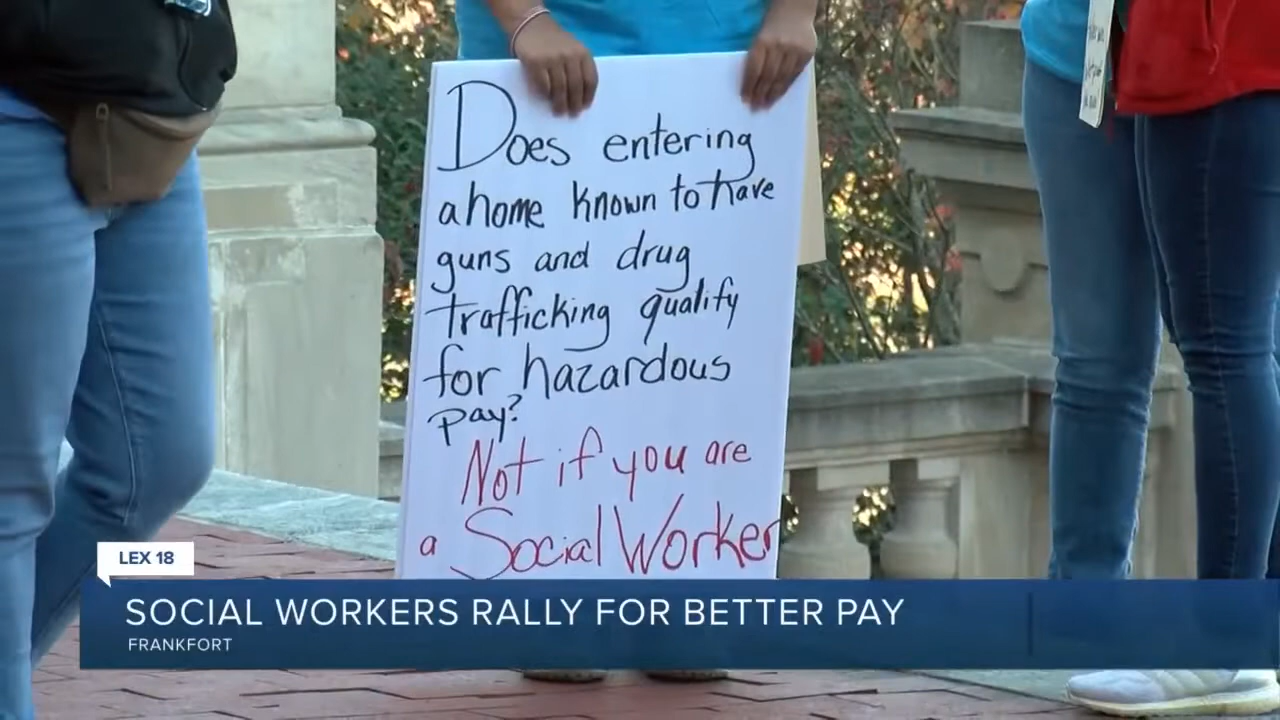 Does entering
a home known to have
guns and drug
trafficking qualify
for hazardous
pay?
Not if you are
a Social Worker
LEX 18
SOCIAL WORKERS RALLY FOR BETTER PAY
FRANKFORT